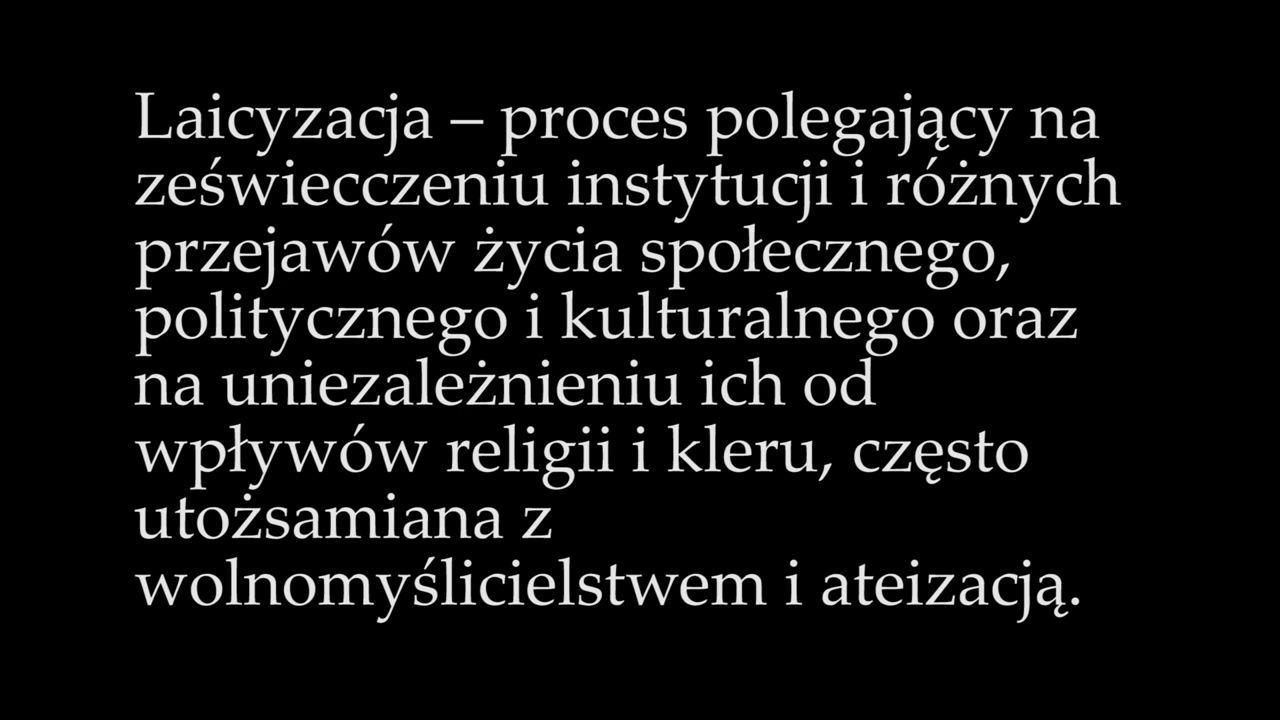 Laicyzacja – proces polegający na
zeświecczeniu instytucji i różnych
przejawów życia społecznego,
politycznego i kulturalnego oraz
na uniezależnieniu ich od
wpływów religii i kleru, często
utożsamiana z
wolnomyślicielstwem i ateizacją.